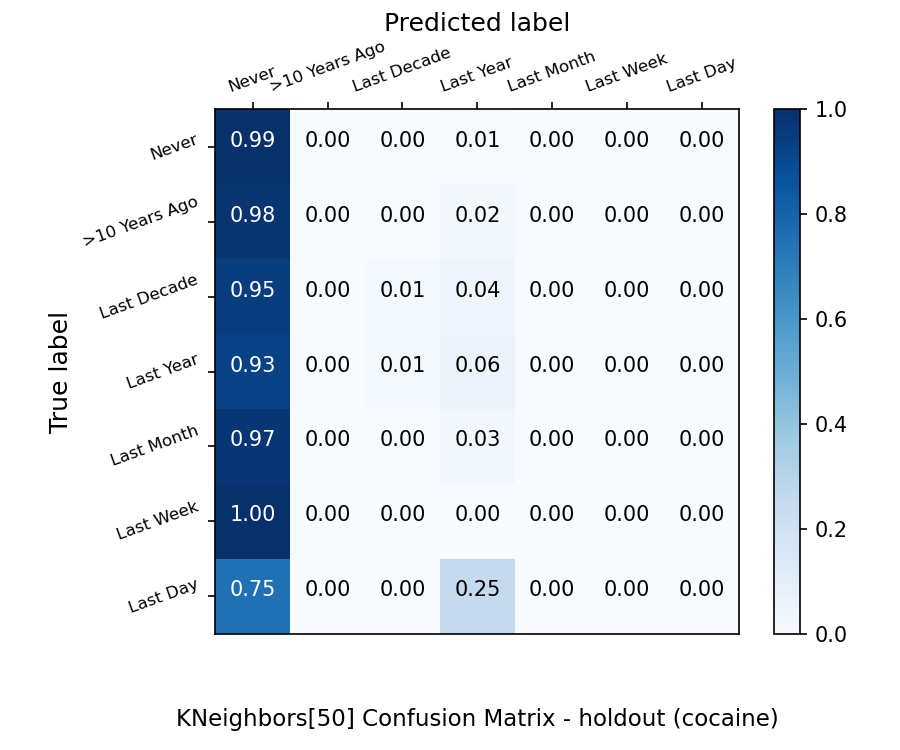 Predicted label
Never >10 Years Ago Last Decade Last Year Last Month Last Week Last Day
True label
Never 0.99 0.00 0.00 0.01 0.00 0.00 0.00
>10 Years Ago 0.98 0.00 0.00 0.02 0.00 0.00 0.00
Last Decade 0.95 0.00 0.01 0.04 0.00 0.00 0.00
Last Year 0.93 0.00 0.01 0.06 0.00 0.00 0.00
Last Month 0.97 0.00 0.00 0.03 0.00 0.00 0.00
Last Week 1.00 0.00 0.00 0.00 0.00 0.00 0.00
Last Day 0.75 0.00 0.00 0.25 0.00 0.00 0.00
1.0
0.8
0.6
0.4
0.2
0.0
KNeighbors[50] Confusion Matrix - holdout (cocaine)